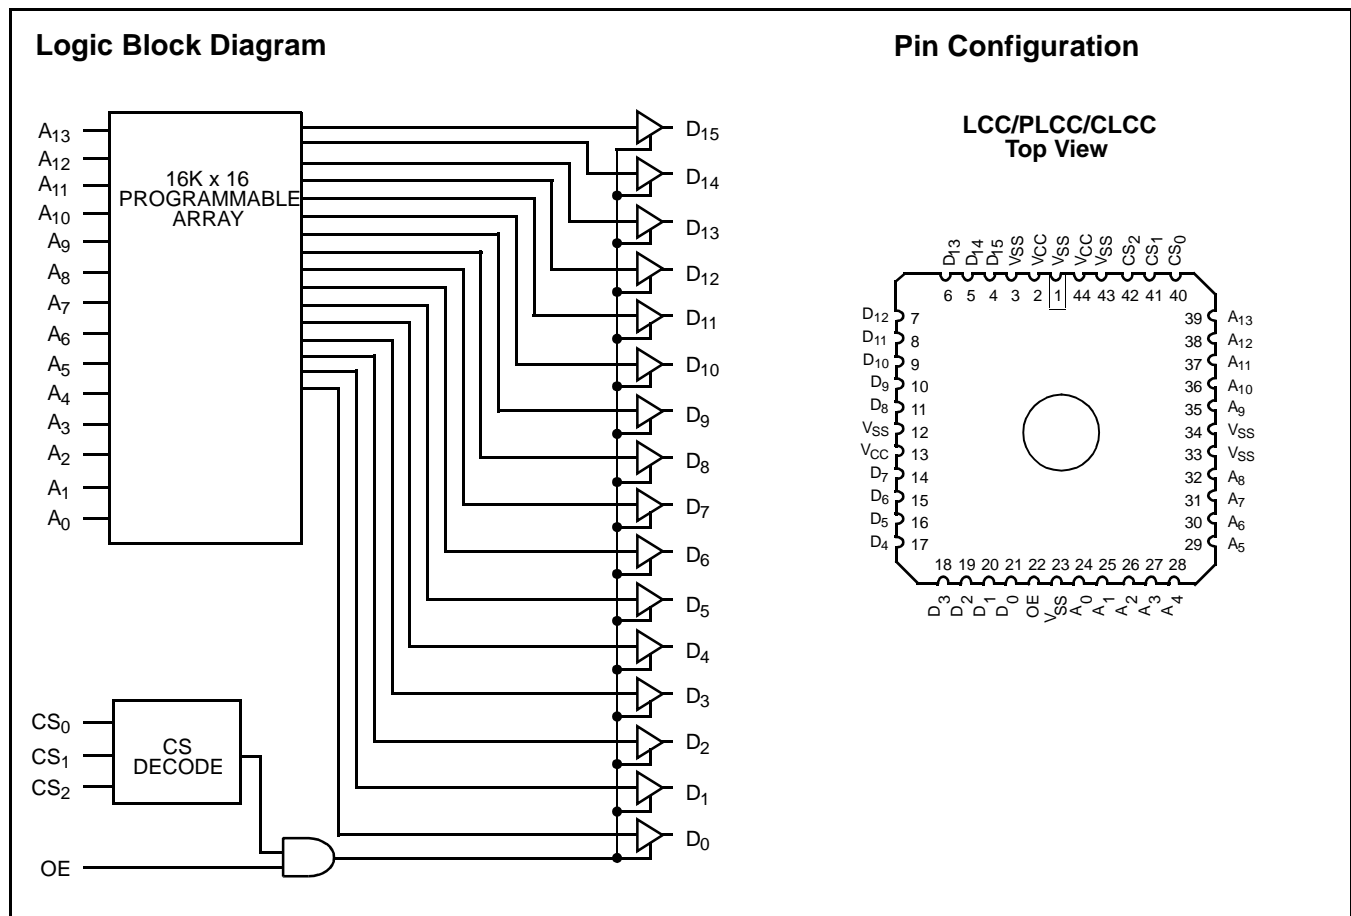 Logic Block Diagram
Pin Configuration
LCC/PLCC/CLCC
Top View
A13
A12
A11
A10
A9
A8
A7
A6
A5
A4
A3
A2
A1
A0
16K x 16
PROGRAMMABLE
ARRAY
D15
D14
D13
D12
D11
D10
D9
D8
D7
D6
D5
D4
D3
D2
D1
D0
CS0
CS1
CS2
CS
DECODE
OE
D13 D14 D15 VSS VCC VSS VCC VSS CS2 CS1 CS0
6 5 4 3 2 1 44 43 42 41 40
D12 7
D11 8
D10 9
D9 10
D8 11
VSS 12
VCC 13
D7 14
D6 15
D5 16
D4 17
39 A13
38 A12
37 A11
36 A10
35 A9
34 VSS
33 VSS
32 A8
31 A7
30 A6
29 A5
18 19 20 21 22 23 24 25 26 27 28
D3 D2 D1 D0 OE VSS A0 A1 A2 A3 A4